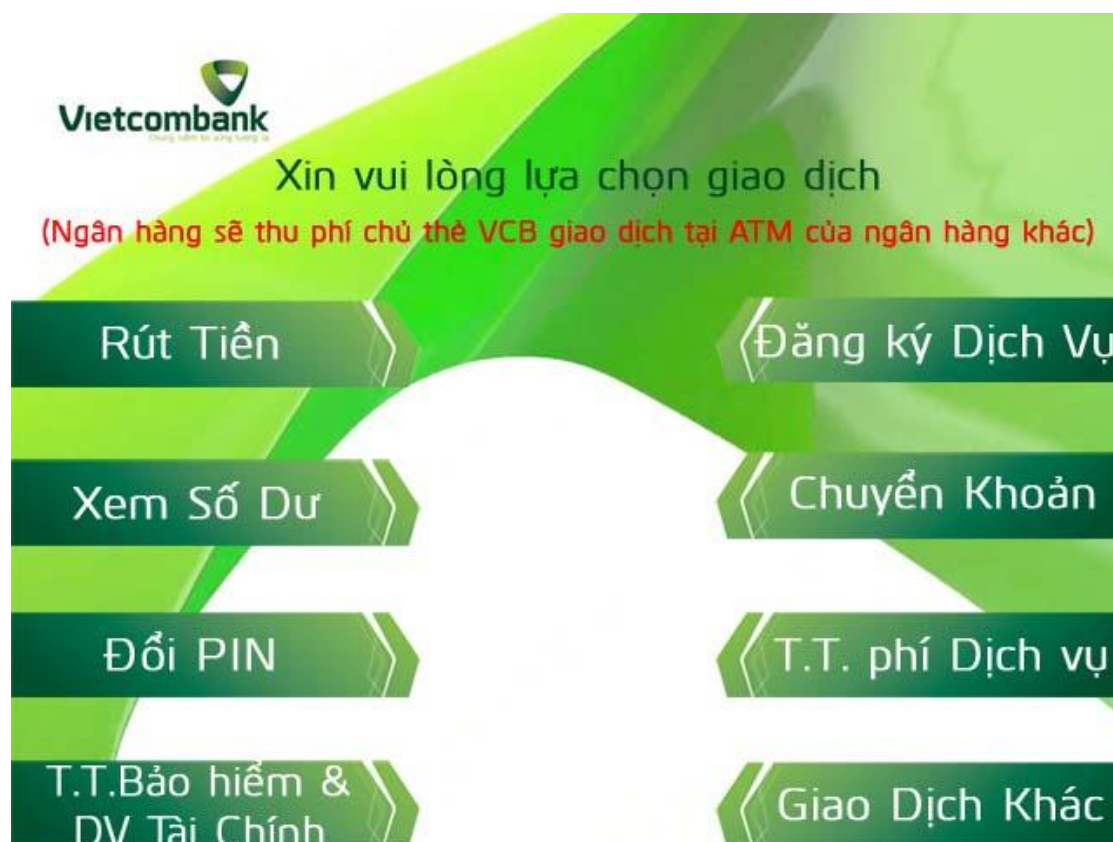 Vietcombank
Xin vui lòng lựa chọn giao dịch
(Ngân hàng sẽ thu phí chủ thẻ VCB giao dịch tại ATM của ngân hàng khác)
Rút Tiền
Đăng ký Dịch Vụ
Xem Số Dư
Chuyển Khoản
Đổi PIN
T.T. phí Dịch vụ
T.T.Bảo hiểm &
DV Tài Chính
Giao Dịch Khác